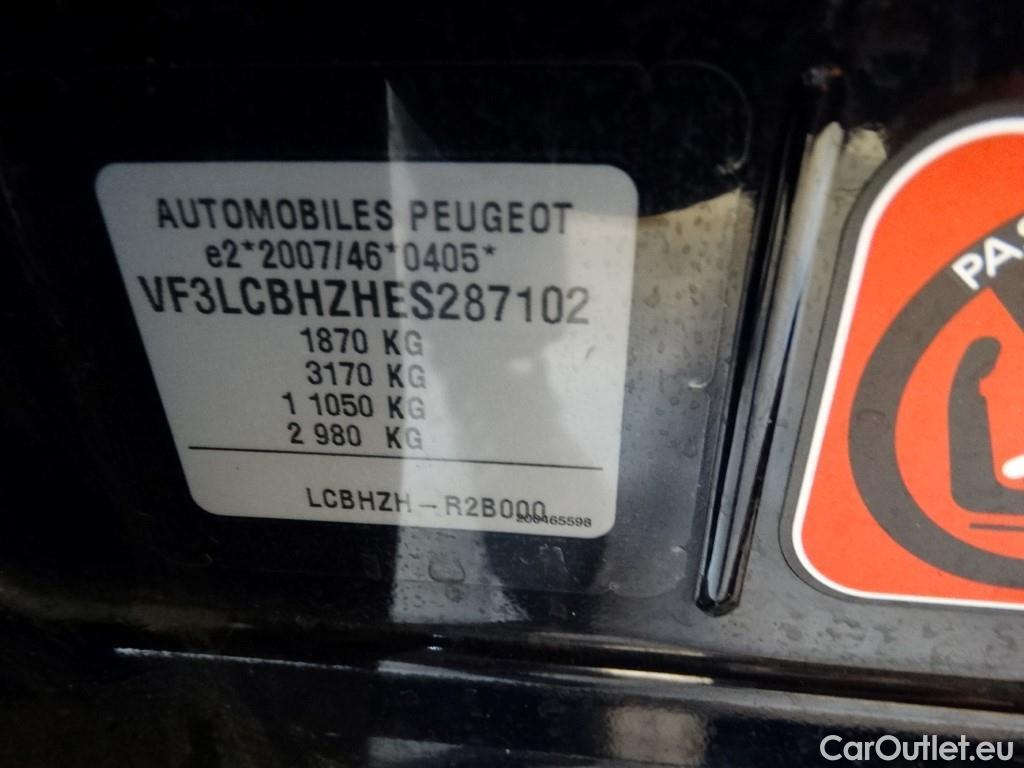 AUTOMOBILES PEUGEOT
e2*2007/46*0405*
VF3LCBHZHES287102
1870 KG
3170 KG
1 1050 KG
2 980 KG
LCBHZH - R2B000
200465598
CarOutlet.eu